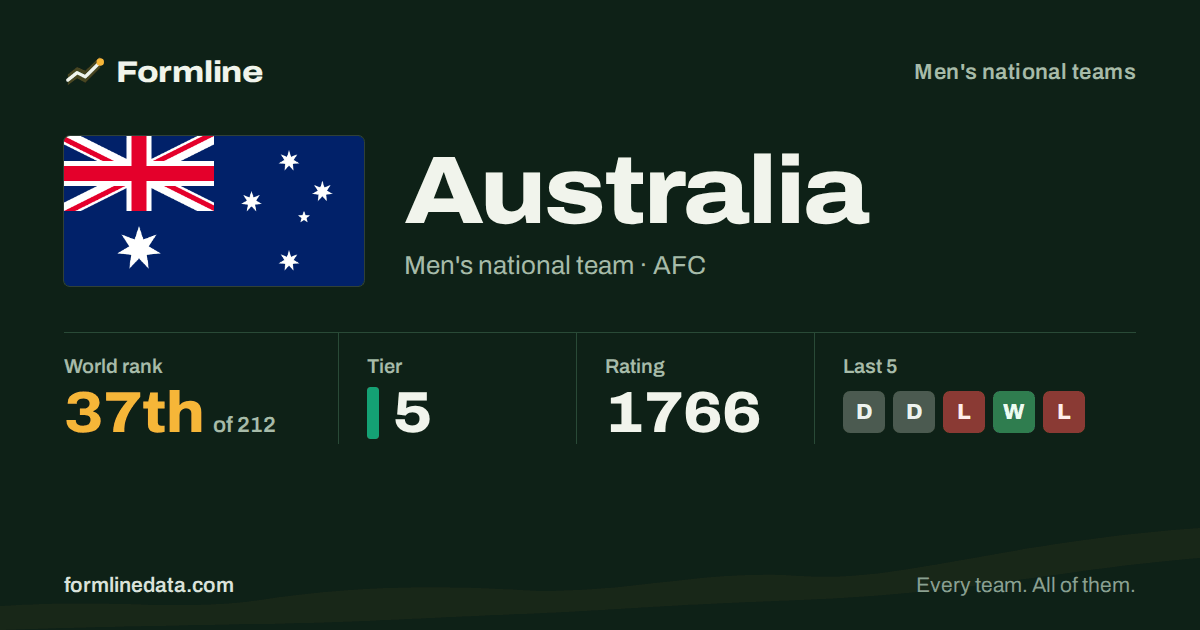 Formline
Men's national teams
Australia
Men's national team · AFC
World rank
37th of 212
Tier
5
Rating
1766
Last 5
D D L W L
formlinedata.com
Every team. All of them.